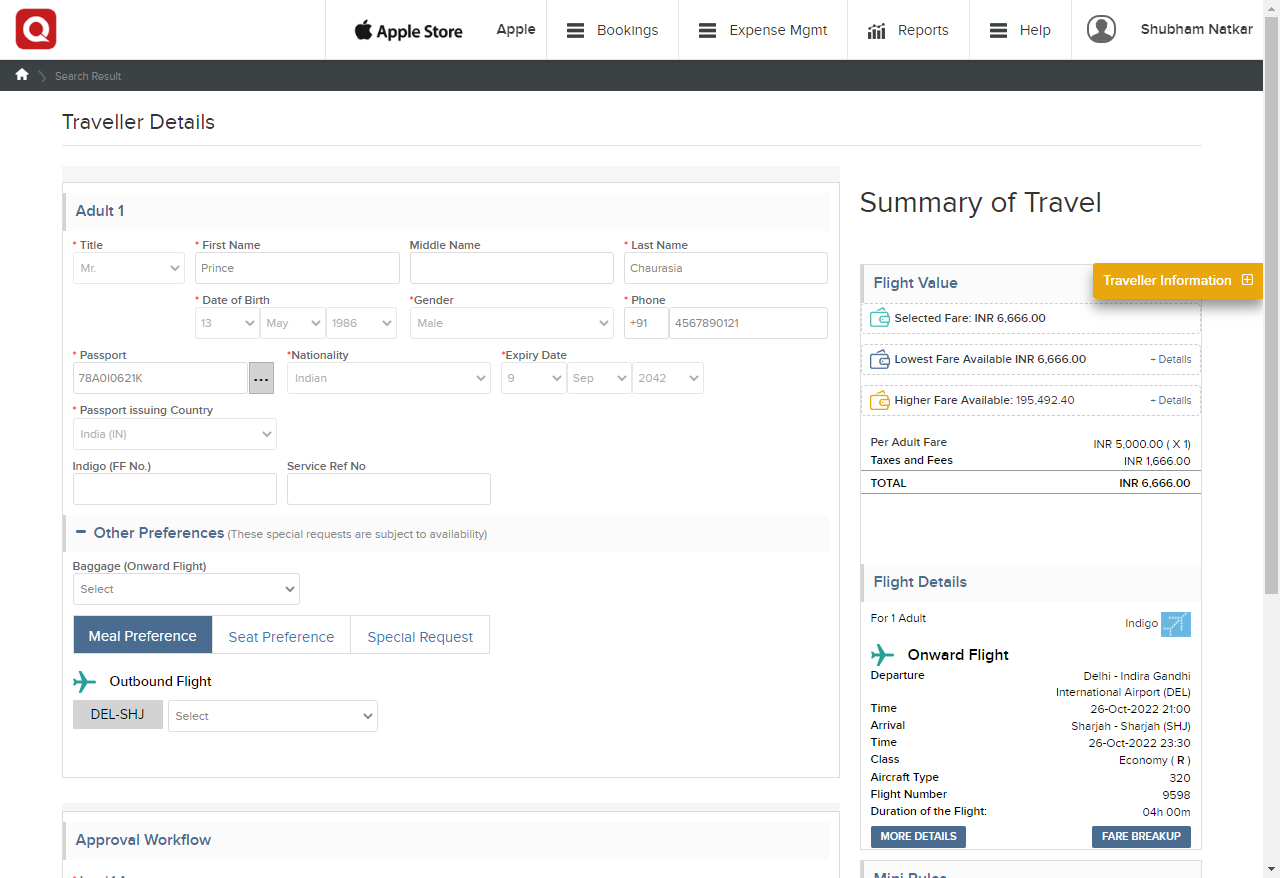 Apple Store
Apple
Bookings
Expense Mgmt
Reports
Help
Shubham Natkar
Search Result
Traveller Details
Adult 1
* Title
* First Name
Middle Name
* Last Name
Mr.
Prince
Chaurasia
* Date of Birth
*Gender
* Phone
13
May
1986
Male
+91
4567890121
* Passport
*Nationality
*Expiry Date
78A0I0621K
...
Indian
9
Sep
2042
* Passport issuing Country
India (IN)
Indigo (FF No.)
Service Ref No
Other Preferences (These special requests are subject to availability)
Baggage (Onward Flight)
Select
Meal Preference
Seat Preference
Special Request
Outbound Flight
DEL-SHJ
Select
Approval Workflow
Summary of Travel
Traveller Information
Flight Value
Selected Fare: INR 6,666.00
Lowest Fare Available INR 6,666.00
+ Details
Higher Fare Available: 195,492.40
+ Details
Per Adult Fare
INR 5,000.00 ( X 1)
Taxes and Fees
INR 1,666.00
TOTAL
INR 6,666.00
Flight Details
For 1 Adult
Indigo
Onward Flight
Departure
Delhi - Indira Gandhi
International Airport (DEL)
Time
26-Oct-2022 21:00
Arrival
Sharjah - Sharjah (SHJ)
Time
26-Oct-2022 23:30
Class
Economy ( R )
Aircraft Type
320
Flight Number
9598
Duration of the Flight:
04h 00m
MORE DETAILS
FARE BREAKUP
Mini Rules